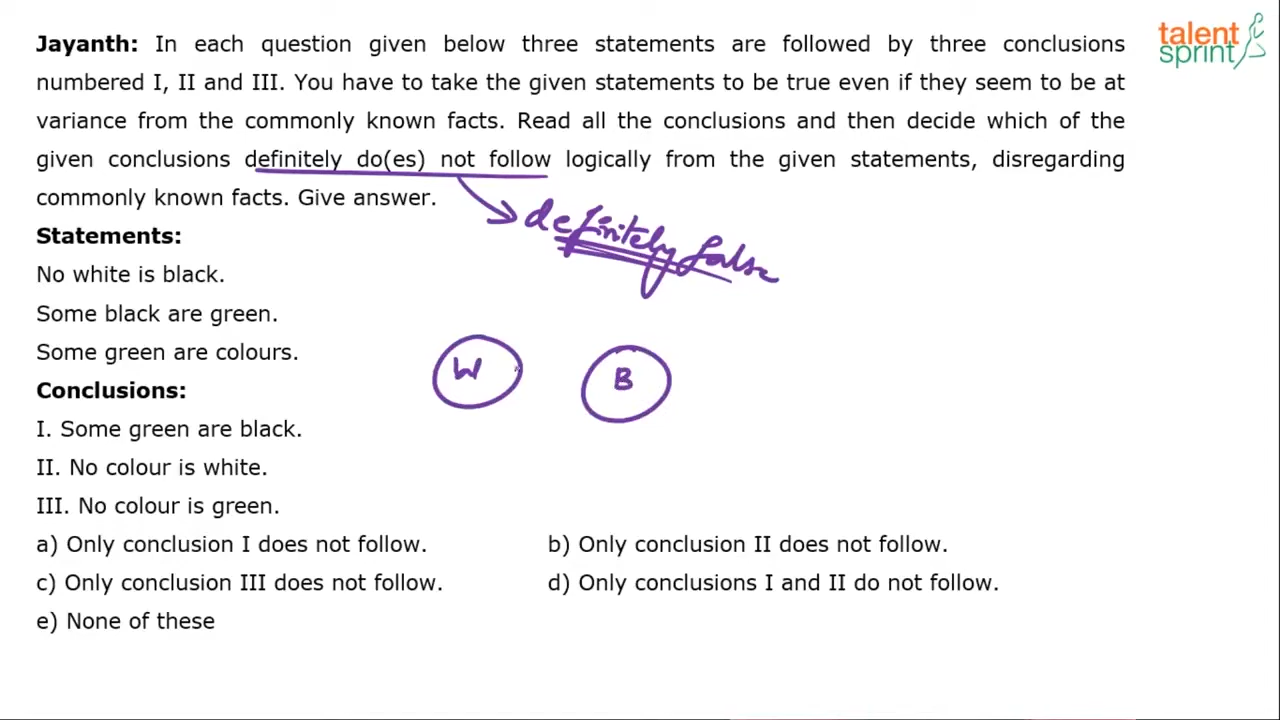 talent
sprint
Jayanth: In each question given below three statements are followed by three conclusions
numbered I, II and III. You have to take the given statements to be true even if they seem to be at
variance from the commonly known facts. Read all the conclusions and then decide which of the
given conclusions definitely do(es) not follow logically from the given statements, disregarding
commonly known facts. Give answer.
definitely false
Statements:
No white is black.
Some black are green.
Some green are colours.
W B
Conclusions:
I. Some green are black.
II. No colour is white.
III. No colour is green.
a) Only conclusion I does not follow. b) Only conclusion II does not follow.
c) Only conclusion III does not follow. d) Only conclusions I and II do not follow.
e) None of these